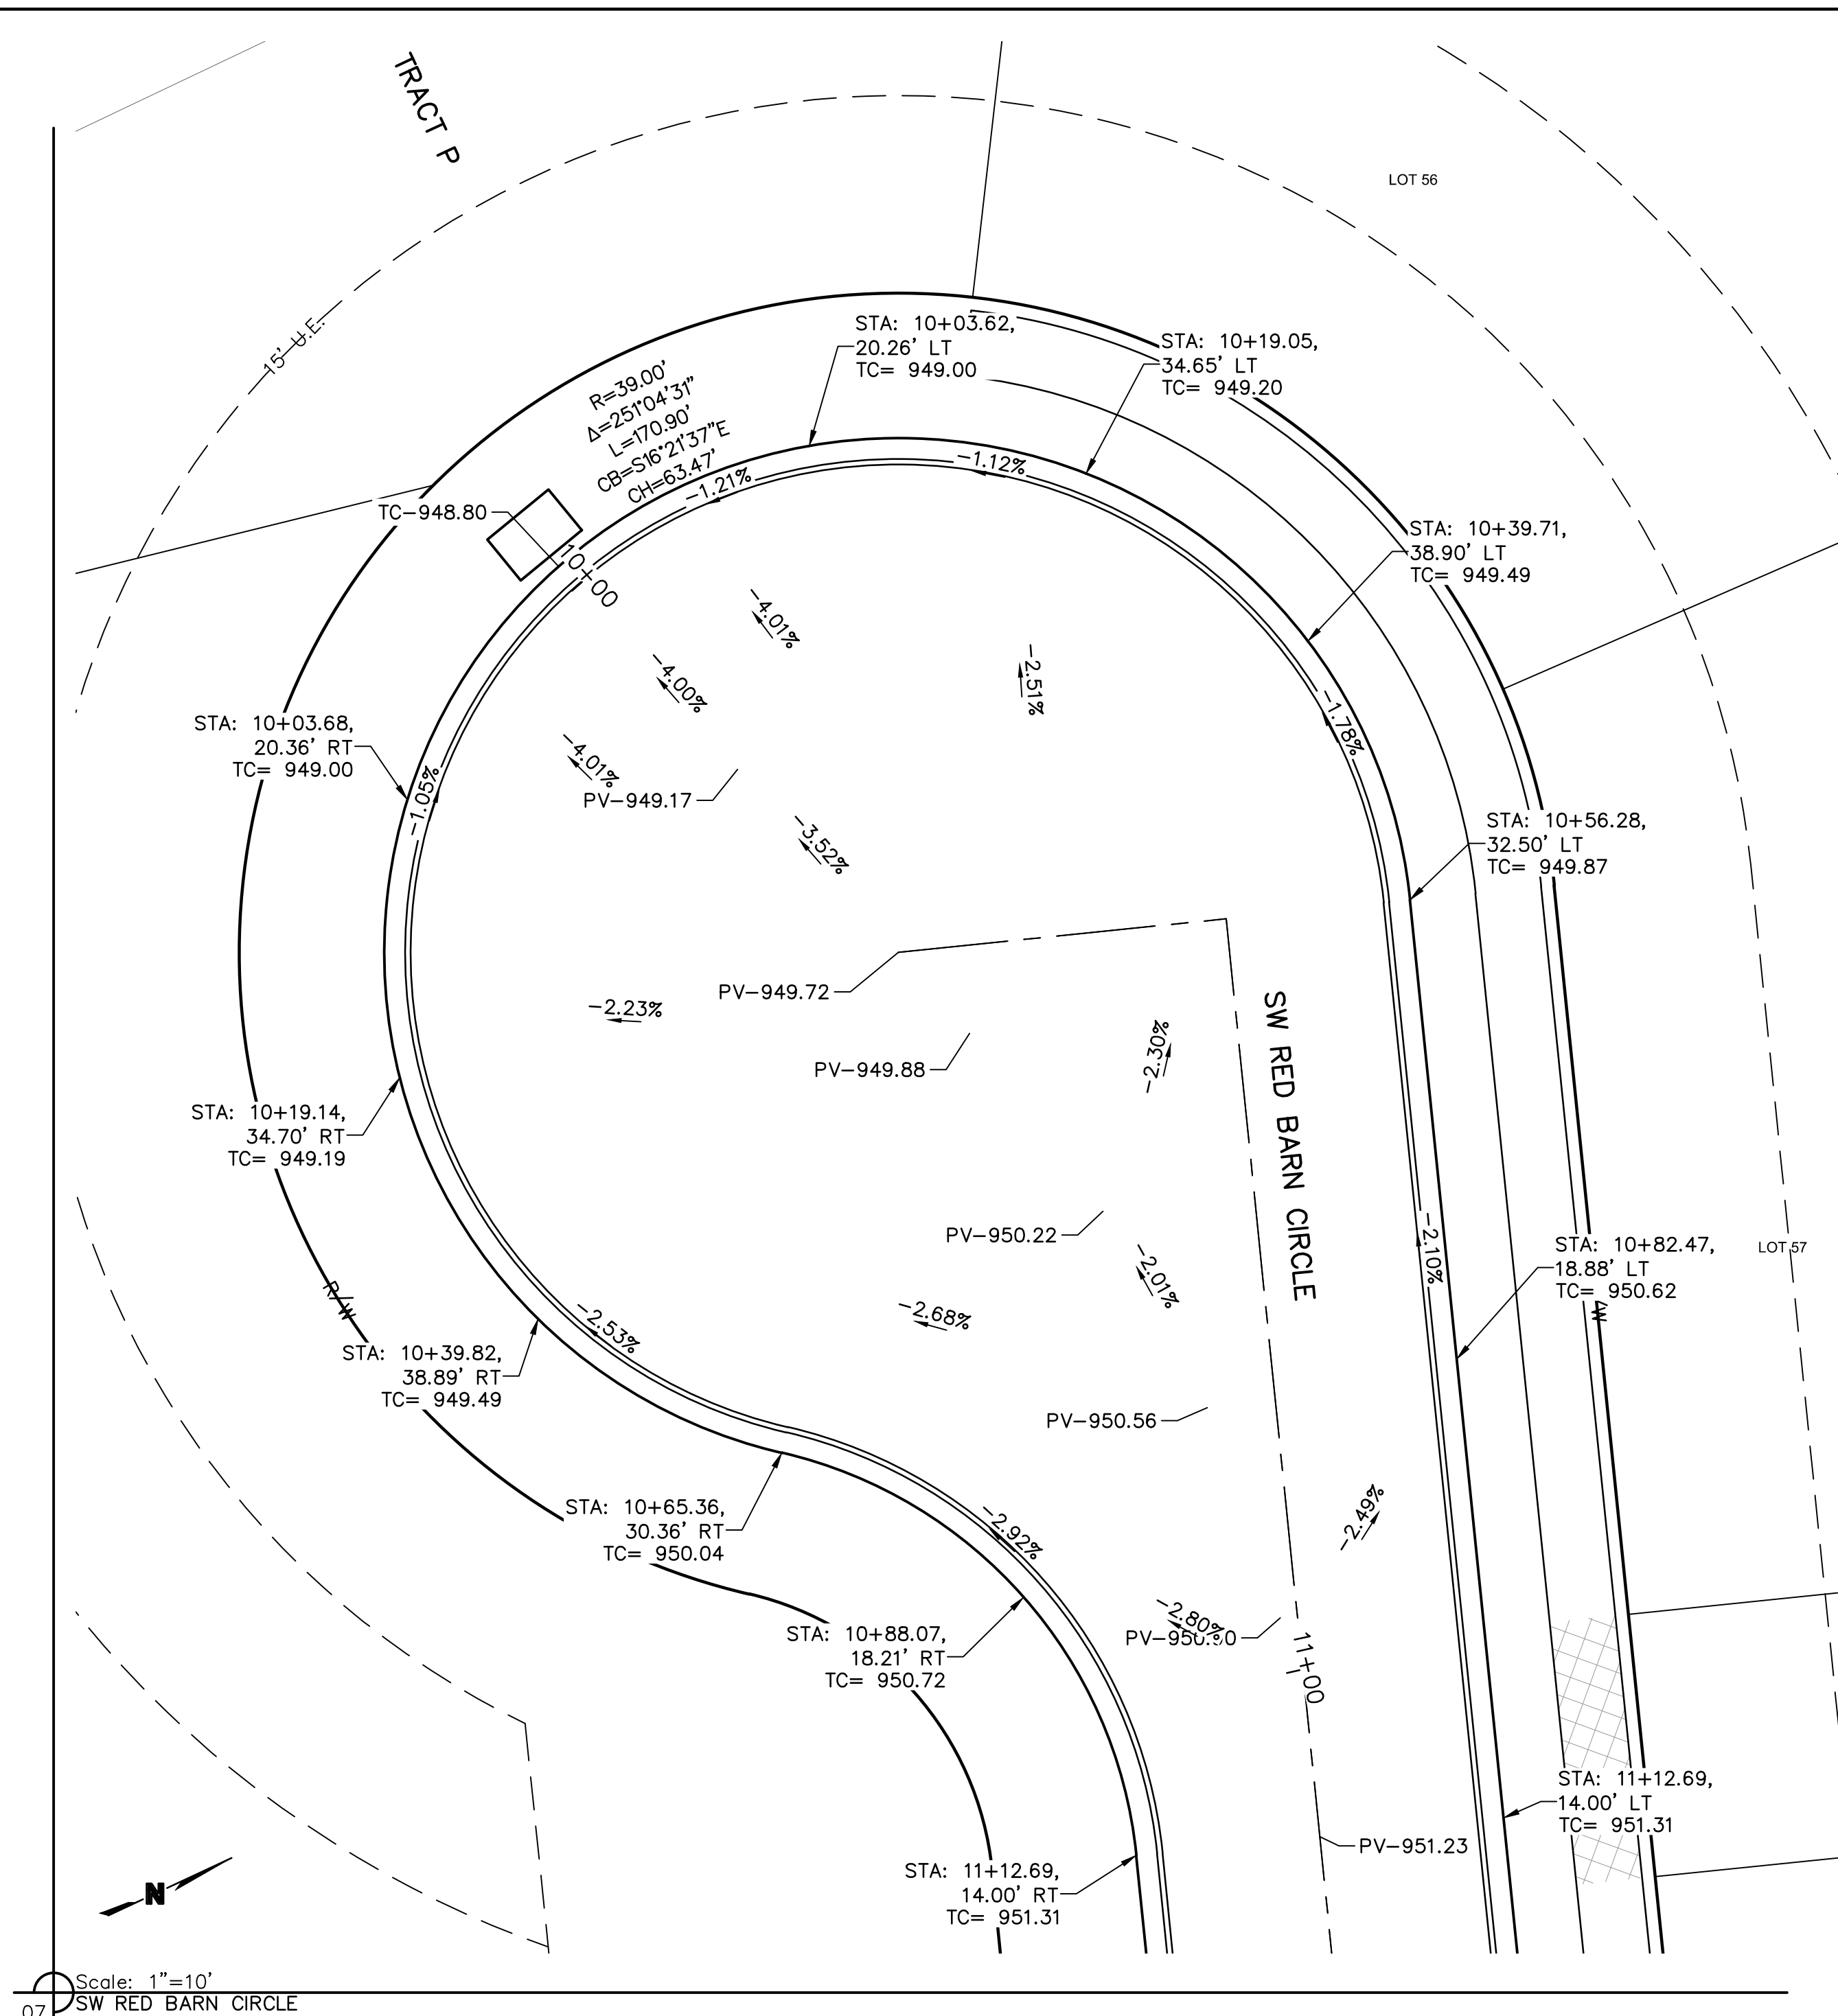 TRACT P
LOT 56
15' U.E.
STA: 10+03.62,
20.26' LT
TC= 949.00
STA: 10+19.05,
34.65' LT
TC= 949.20
R=39.00'
Δ=251°04'31"
L=170.90'
CB=S16°21'37"E
CH=63.47'
-1.21%
-1.12%
TC-948.80
10+00
STA: 10+39.71,
38.90' LT
TC= 949.49
-4.01%
-4.00%
-2.51%
-4.01%
-1.78%
STA: 10+03.68,
20.36' RT
TC= 949.00
-1.05%
PV-949.17
-3.52%
STA: 10+56.28,
32.50' LT
TC= 949.87
PV-949.72
-2.23%
SW RED BARN CIRCLE
PV-949.88
-2.30%
STA: 10+19.14,
34.70' RT
TC= 949.19
PV-950.22
-2.01%
-2.10%
STA: 10+82.47,
18.88' LT
TC= 950.62
LOT 57
R/W
/W
-2.68%
-2.53%
STA: 10+39.82,
38.89' RT
TC= 949.49
PV-950.56
STA: 10+65.36,
30.36' RT
TC= 950.04
-2.92%
-2.49%
-2.80%
PV-950.90
STA: 10+88.07,
18.21' RT
TC= 950.72
11+00
STA: 11+12.69,
14.00' LT
TC= 951.31
PV-951.23
STA: 11+12.69,
14.00' RT
TC= 951.31
N
Scale: 1"=10'
SW RED BARN CIRCLE
07